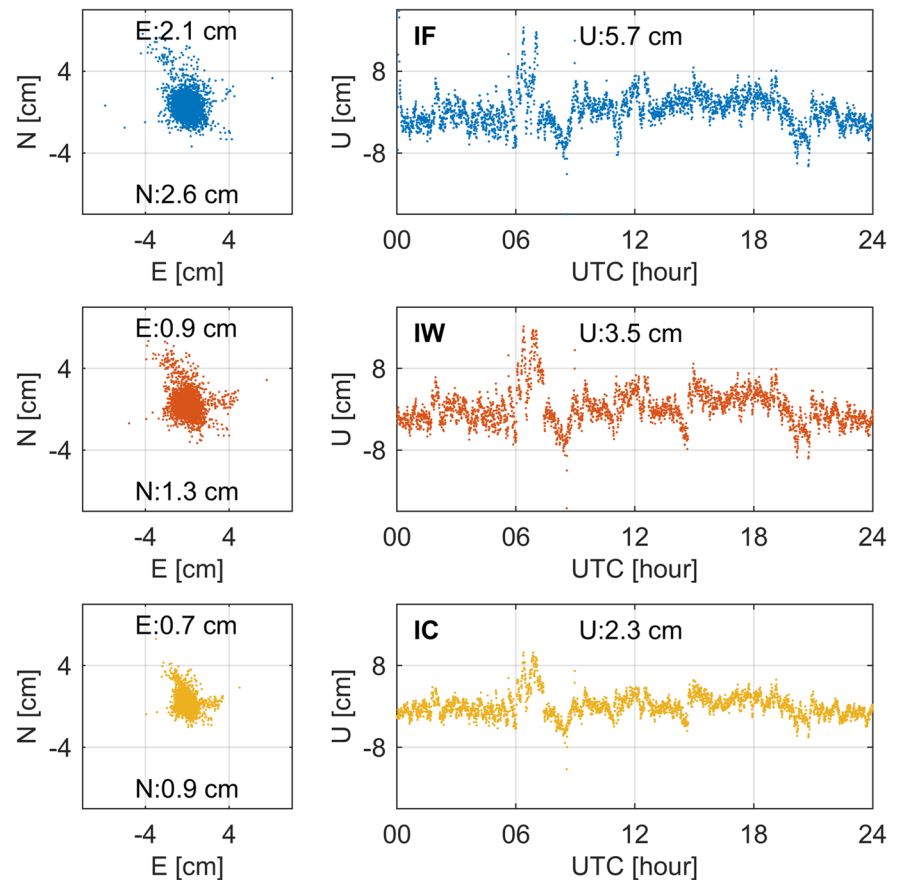 E:2.1 cm
N [cm]
4
-4
N:2.6 cm
-4 4
E [cm]
IF U:5.7 cm
U [cm]
8
-8
00 06 12 18 24
UTC [hour]
E:0.9 cm
N [cm]
4
-4
N:1.3 cm
-4 4
E [cm]
IW U:3.5 cm
U [cm]
8
-8
00 06 12 18 24
UTC [hour]
E:0.7 cm
N [cm]
4
-4
N:0.9 cm
-4 4
E [cm]
IC U:2.3 cm
U [cm]
8
-8
00 06 12 18 24
UTC [hour]